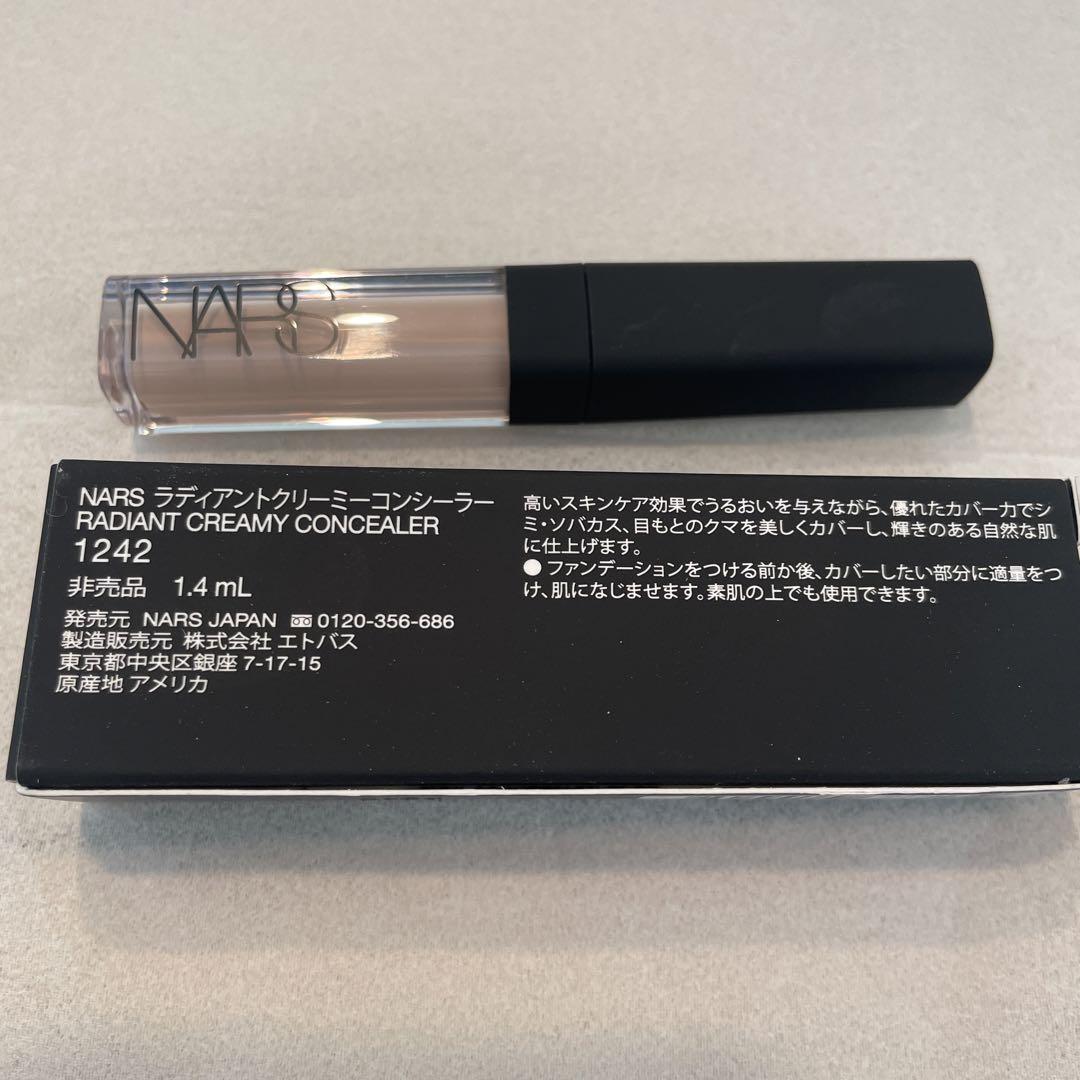 NARS
NARS ラディアントクリーミーコンシーラー
RADIANT CREAMY CONCEALER
1242
非売品 1.4 mL
発売元 NARS JAPAN 0120-356-686
製造販売元 株式会社 エトバス
東京都中央区銀座 7-17-15
原産地 アメリカ
高いスキンケア効果でうるおいを与えながら、優れたカバー力でシ
ミ・ソバカス、目もとのクマを美しくカバーし、輝きのある自然な肌
に仕上げます。
● ファンデーションをつける前か後、カバーしたい部分に適量をつ
け、肌になじませます。素肌の上でも使用できます。